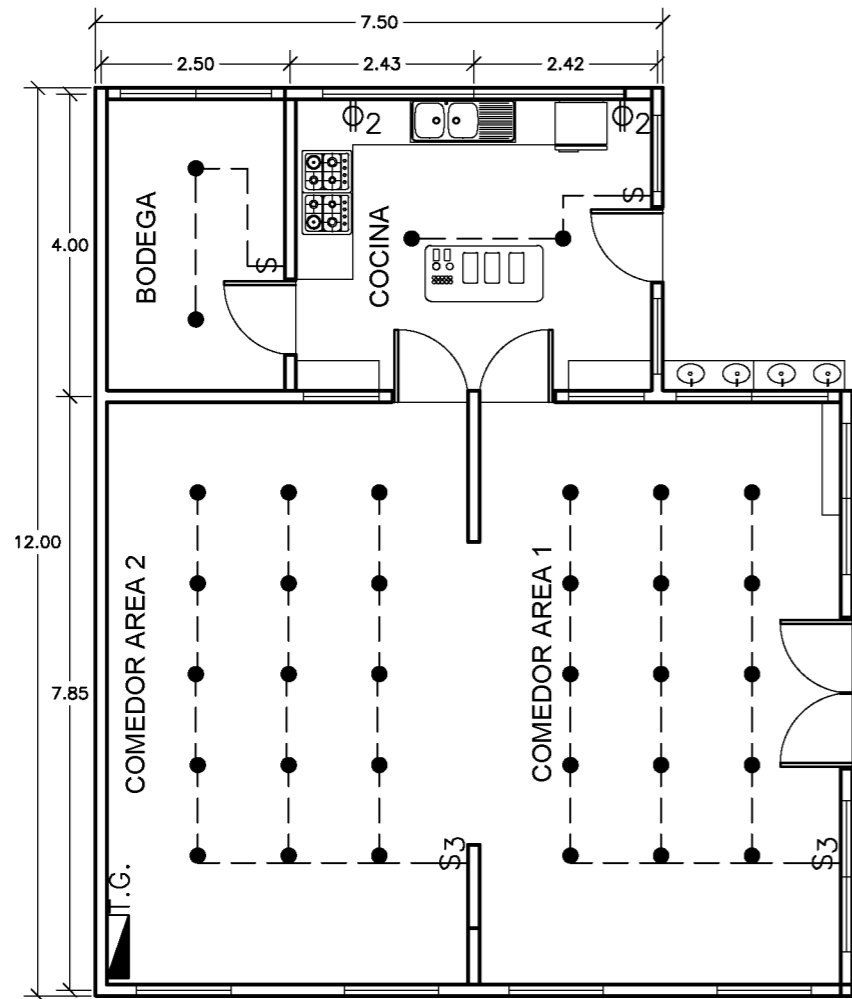 7.50
2.50
2.43
2.42
2
2
4.00
BODEGA
COCINA
S
S
12.00
7.85
COMEDOR AREA 2
COMEDOR AREA 1
S3
S3
T.G.